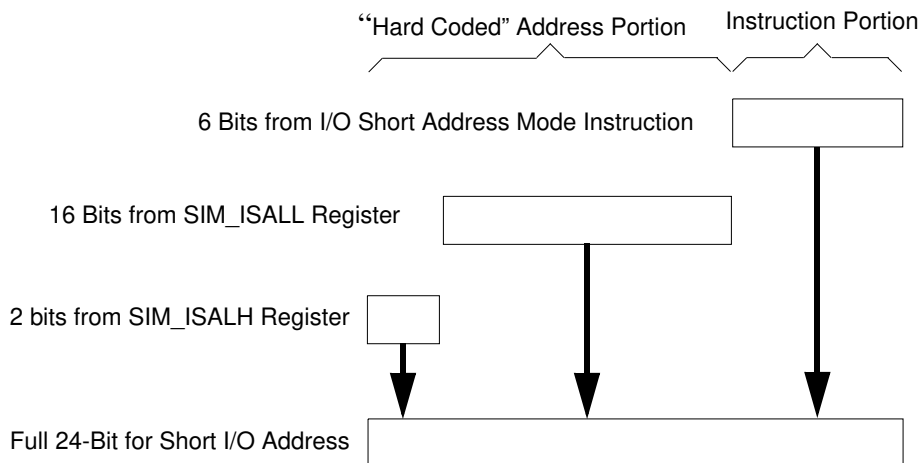 “Hard Coded” Address Portion
Instruction Portion
6 Bits from I/O Short Address Mode Instruction
16 Bits from SIM_ISALL Register
2 bits from SIM_ISALH Register
Full 24-Bit for Short I/O Address